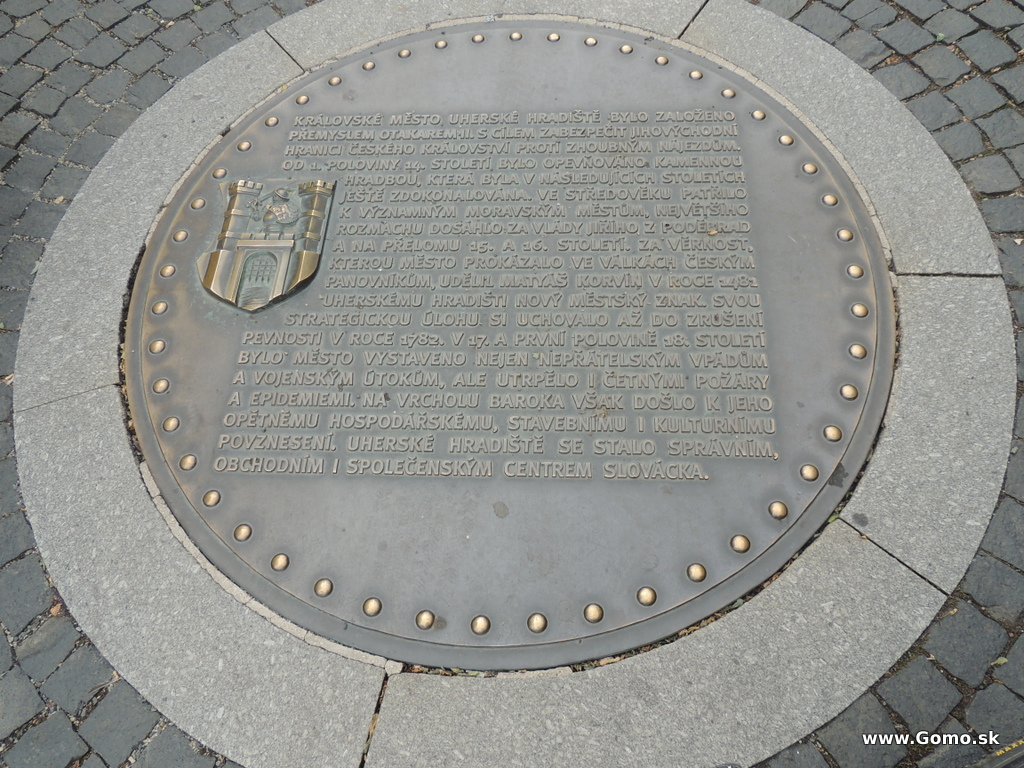 KRÁLOVSKÉ MĚSTO UHERSKÉ HRADIŠTĚ BYLO ZALOŽENO
PŘEMYSLEM OTAKAREM II. S CÍLEM ZABEZPEČIT JIHOVÝCHODNÍ
HRANICI ČESKÉHO KRÁLOVSTVÍ PROTI ZHOUBNÝM NÁJEZDŮM.
OD 1. POLOVINY 14. STOLETÍ BYLO OPEVŇOVÁNO KAMENNOU
HRADBOU, KTERÁ BYLA V NÁSLEDUJÍCÍCH STOLETÍCH
JEŠTĚ ZDOKONALOVÁNA. VE STŘEDOVĚKU PATŘILO
K VÝZNAMNÝM MORAVSKÝM MĚSTŮM, NEJVĚTŠÍHO
ROZMACHU DOSÁHLO ZA VLÁDY JIŘÍHO Z PODĚBRAD
A NA PŘELOMU 15. A 16. STOLETÍ. ZA VĚRNOST,
KTEROU MĚSTO PROKÁZALO VE VÁLKÁCH ČESKÝM
PANOVNÍKŮM, UDĚLIL MATYÁŠ KORVÍN V ROCE 1481
UHERSKÉMU HRADIŠTI NOVÝ MĚSTSKÝ ZNAK. SVOU
STRATEGICKOU ÚLOHU SI UCHOVALO AŽ DO ZRUŠENÍ
PEVNOSTI V ROCE 1782. V 17. A PRVNÍ POLOVINĚ 18. STOLETÍ
BYLO MĚSTO VYSTAVENO NEJEN NEPŘÁTELSKÝM VPÁDŮM
A VOJENSKÝM ÚTOKŮM, ALE UTRPĚLO I ČETNÝMI POŽÁRY
A EPIDEMIEMI. NA VRCHOLU BAROKA VŠAK DOŠLO K JEHO
OPĚTNÉMU HOSPODÁŘSKÉMU, STAVEBNÍMU I KULTURNÍMU
POVZNESENÍ. UHERSKÉ HRADIŠTĚ SE STALO SPRÁVNÍM,
OBCHODNÍM I SPOLEČENSKÝM CENTREM SLOVÁCKA.
www.Gomo.sk